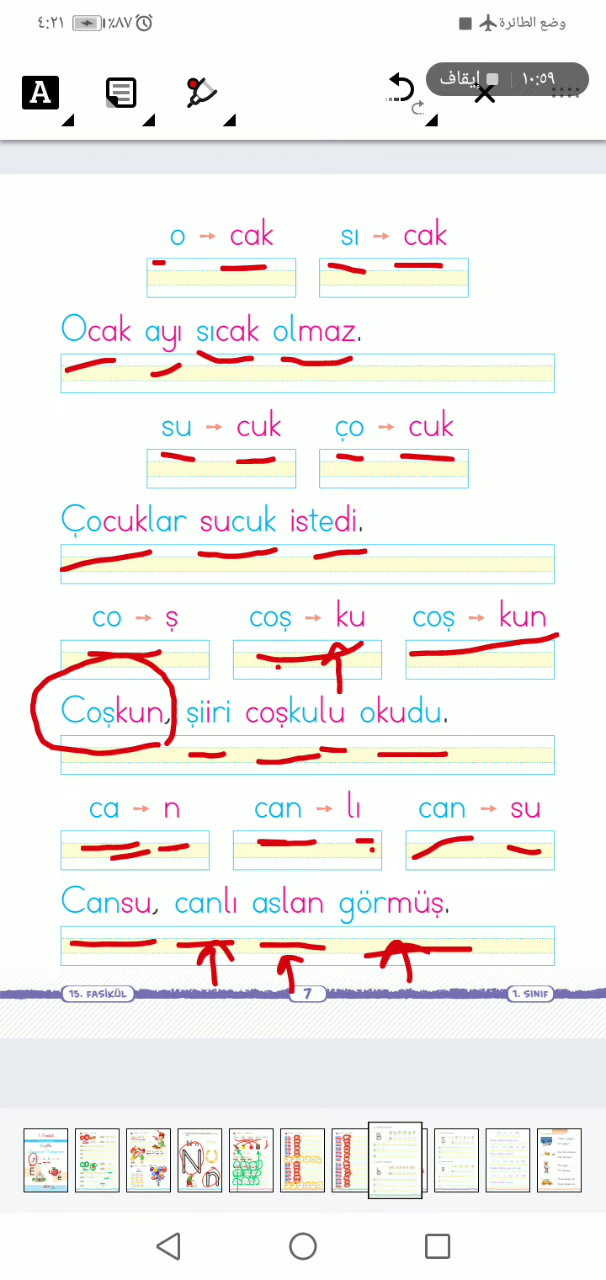 ٤:٢١ ٪٨٧ وضع الطائرة
A إيقاف ١٠:٥٩
o → cak sı → cak
Ocak ayı sıcak olmaz.
su → cuk ço → cuk
Çocuklar sucuk istedi.
co → ş coş → ku coş → kun
Coşkun, şiiri coşkulu okudu.
ca → n can → lı can → su
Cansu, canlı aslan görmüş.
15. FASİKÜL 7 1. SINIF